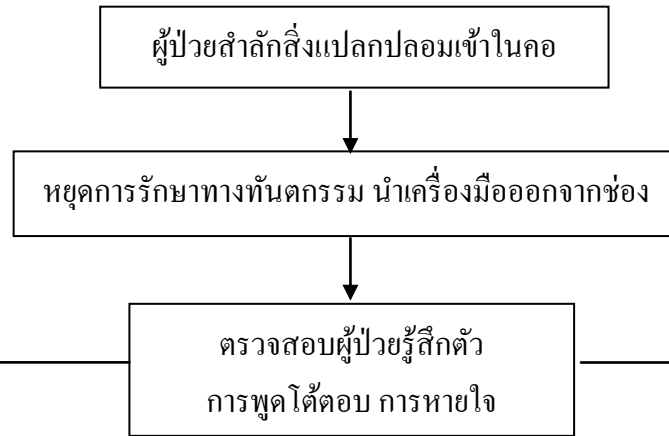 ผู้ป่วยสำลักสิ่งแปลกปลอมเข้าในคอ
หยุดการรักษาทางทันตกรรม นำเครื่องมือออกจากช่อง
ตรวจสอบผู้ป่วยรู้สึกตัว
การพูดโต้ตอบ การหายใจ